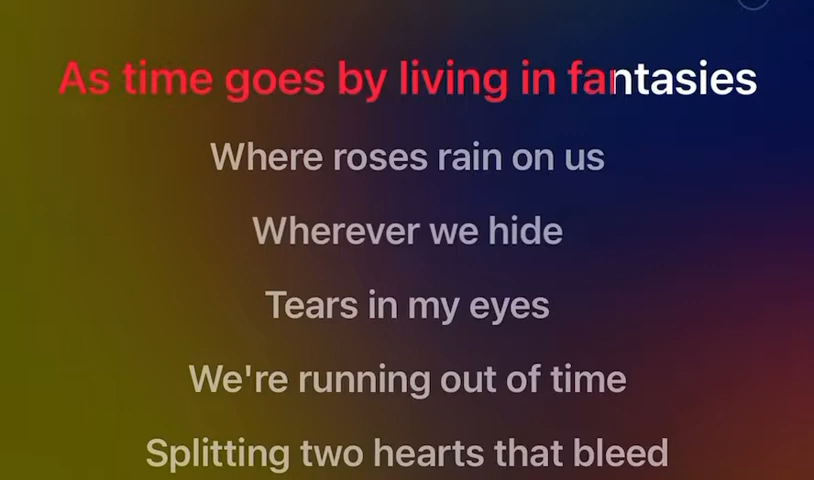 As time goes by living in fantasies
Where roses rain on us
Wherever we hide
Tears in my eyes
We're running out of time
Splitting two hearts that bleed